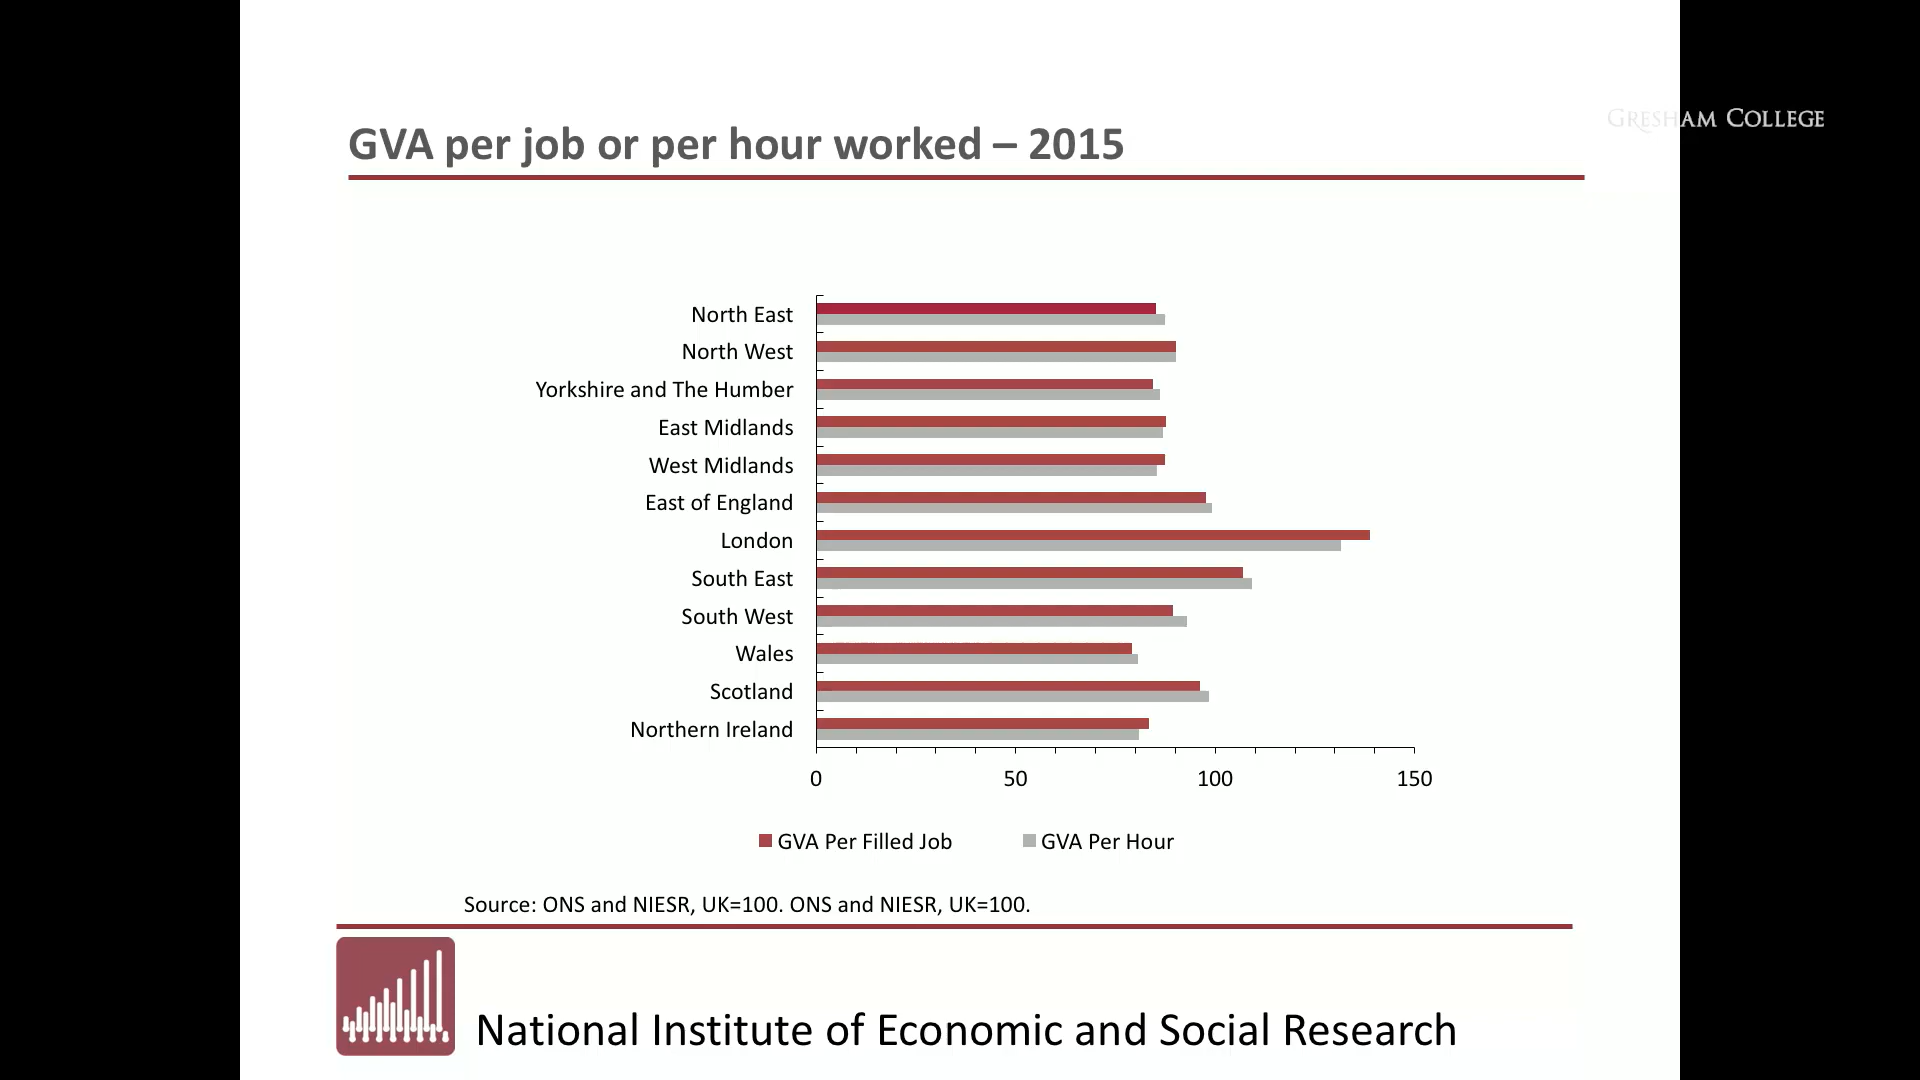 GRESHAM COLLEGE
GVA per job or per hour worked – 2015
North East
North West
Yorkshire and The Humber
East Midlands
West Midlands
East of England
London
South East
South West
Wales
Scotland
Northern Ireland
0 50 100 150
GVA Per Filled Job GVA Per Hour
Source: ONS and NIESR, UK=100. ONS and NIESR, UK=100.
National Institute of Economic and Social Research